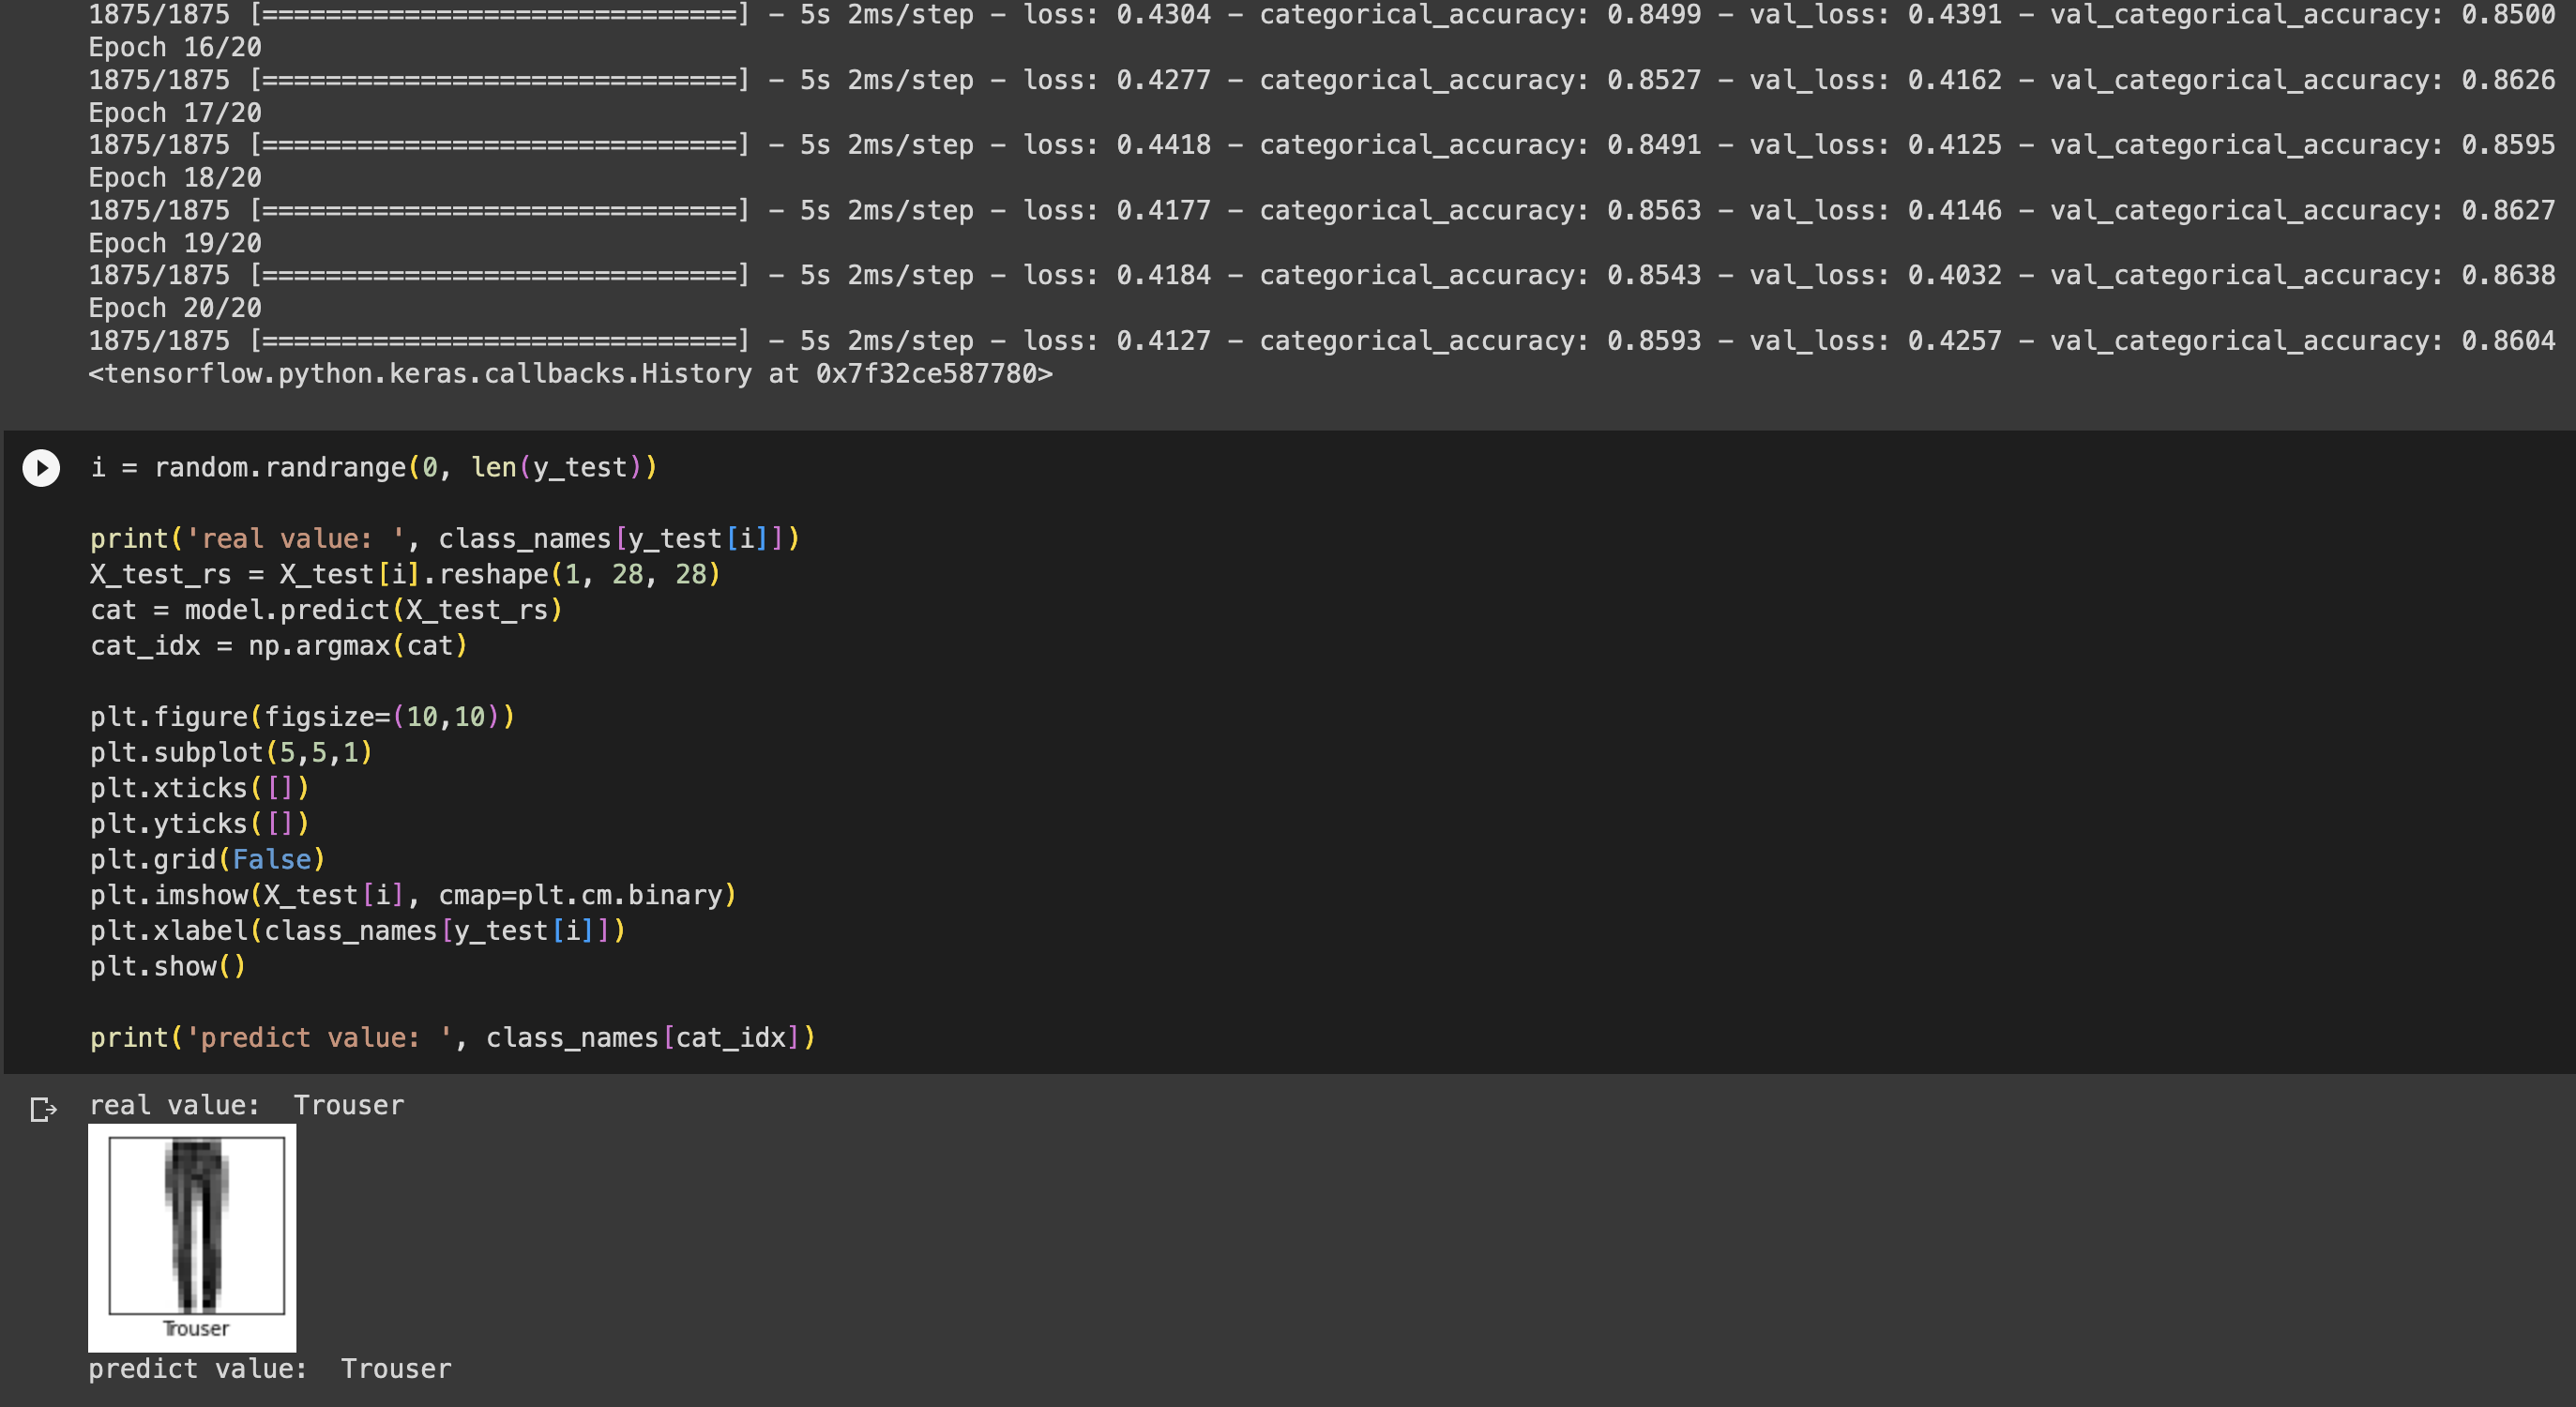 1875/1875 [==============================] - 5s 2ms/step - loss: 0.4304 - categorical_accuracy: 0.8499 - val_loss: 0.4391 - val_categorical_accuracy: 0.8500
Epoch 16/20
1875/1875 [==============================] - 5s 2ms/step - loss: 0.4277 - categorical_accuracy: 0.8527 - val_loss: 0.4162 - val_categorical_accuracy: 0.8626
Epoch 17/20
1875/1875 [==============================] - 5s 2ms/step - loss: 0.4418 - categorical_accuracy: 0.8491 - val_loss: 0.4125 - val_categorical_accuracy: 0.8595
Epoch 18/20
1875/1875 [==============================] - 5s 2ms/step - loss: 0.4177 - categorical_accuracy: 0.8563 - val_loss: 0.4146 - val_categorical_accuracy: 0.8627
Epoch 19/20
1875/1875 [==============================] - 5s 2ms/step - loss: 0.4184 - categorical_accuracy: 0.8543 - val_loss: 0.4032 - val_categorical_accuracy: 0.8638
Epoch 20/20
1875/1875 [==============================] - 5s 2ms/step - loss: 0.4127 - categorical_accuracy: 0.8593 - val_loss: 0.4257 - val_categorical_accuracy: 0.8604
<tensorflow.python.keras.callbacks.History at 0x7f32ce587780>
i = random.randrange(0, len(y_test))
print('real value: ', class_names[y_test[i]])
X_test_rs = X_test[i].reshape(1, 28, 28)
cat = model.predict(X_test_rs)
cat_idx = np.argmax(cat)
plt.figure(figsize=(10,10))
plt.subplot(5,5,1)
plt.xticks([])
plt.yticks([])
plt.grid(False)
plt.imshow(X_test[i], cmap=plt.cm.binary)
plt.xlabel(class_names[y_test[i]])
plt.show()
print('predict value: ', class_names[cat_idx])
real value:  Trouser
Trouser
predict value:  Trouser